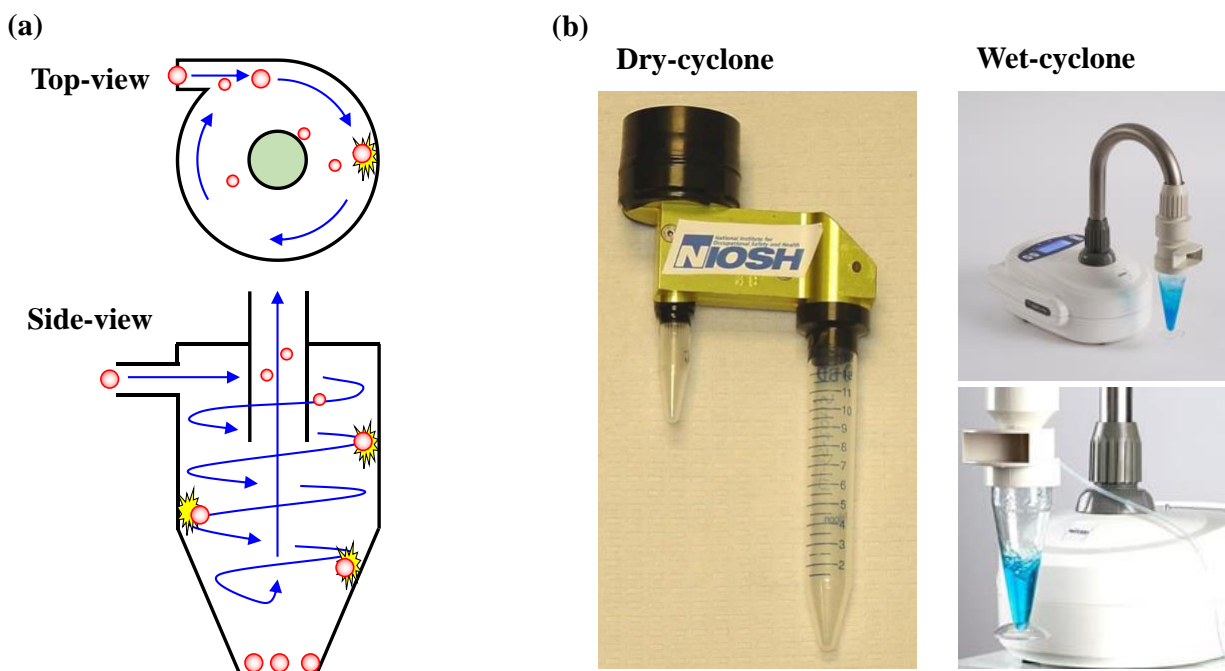 (a)
Top-view
Side-view
(b)
Dry-cyclone
Wet-cyclone
National Institute for
Occupational Safety and Health
NIOSH
11
10
9
8
7
6
5
4
3
2